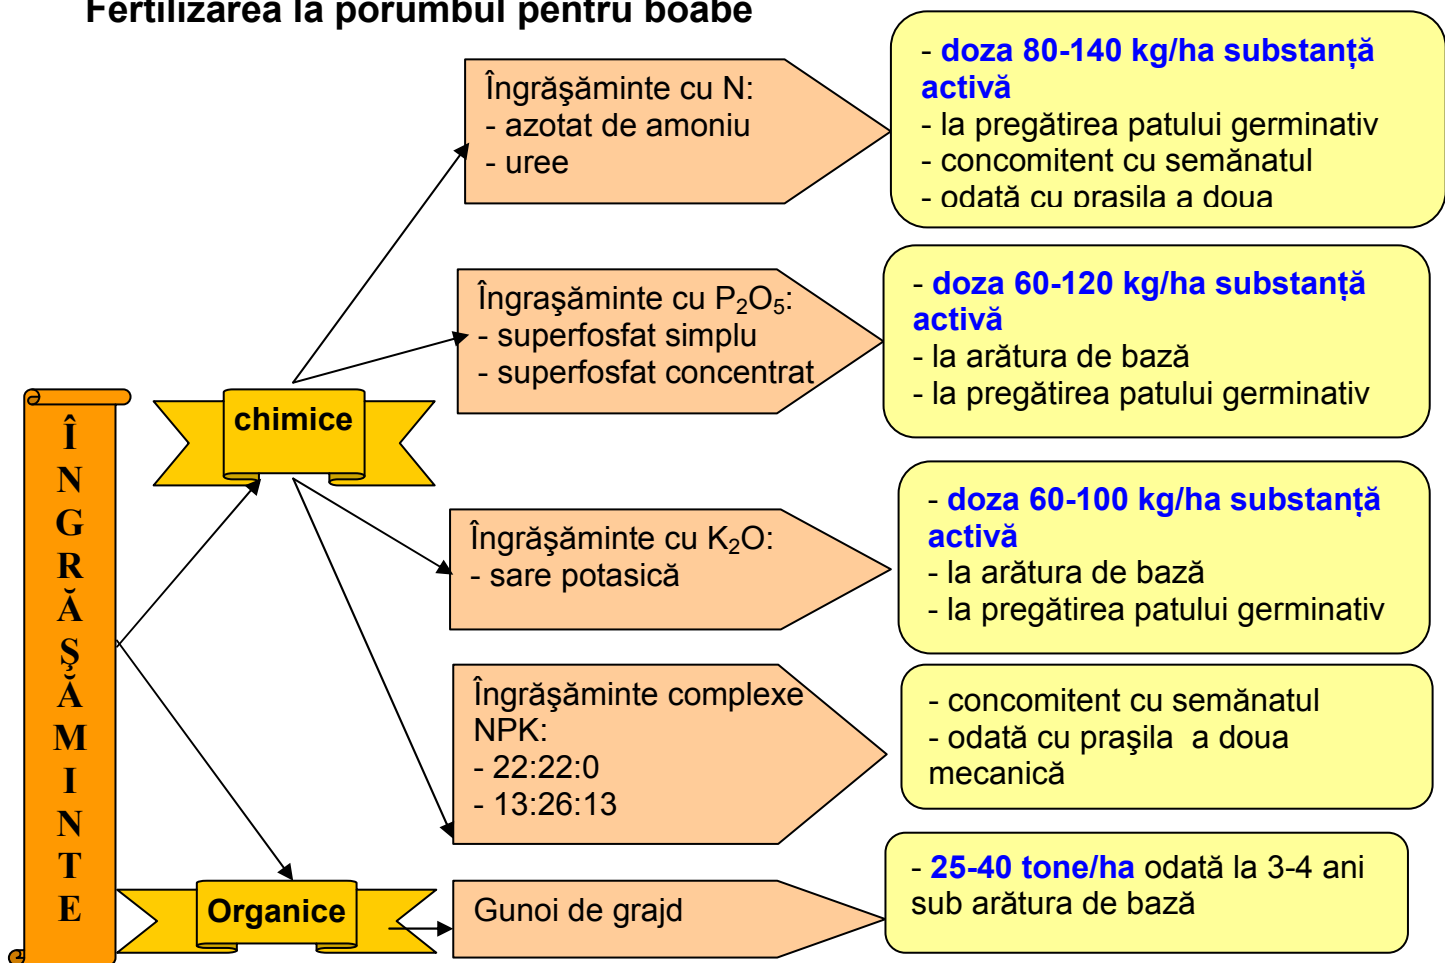 Fertilizarea la porumbul pentru boabe
Îngrăşăminte cu N:
- azotat de amoniu
- uree
- doza 80-140 kg/ha substanță
activă
- la pregătirea patului germinativ
- concomitent cu semănatul
- odată cu prasila a doua
Îngraşăminte cu P₂O₅:
- superfosfat simplu
- superfosfat concentrat
- doza 60-120 kg/ha substanță
activă
- la arătura de bază
- la pregătirea patului germinativ
chimice
ÎNGRĂŞĂMINTE
Îngrăşăminte cu K₂O:
- sare potasică
- doza 60-100 kg/ha substanță
activă
- la arătura de bază
- la pregătirea patului germinativ
Îngrăşăminte complexe
NPK:
- 22:22:0
- 13:26:13
- concomitent cu semănatul
- odată cu praşila a doua
mecanică
Organice
Gunoi de grajd
- 25-40 tone/ha odată la 3-4 ani
sub arătura de bază